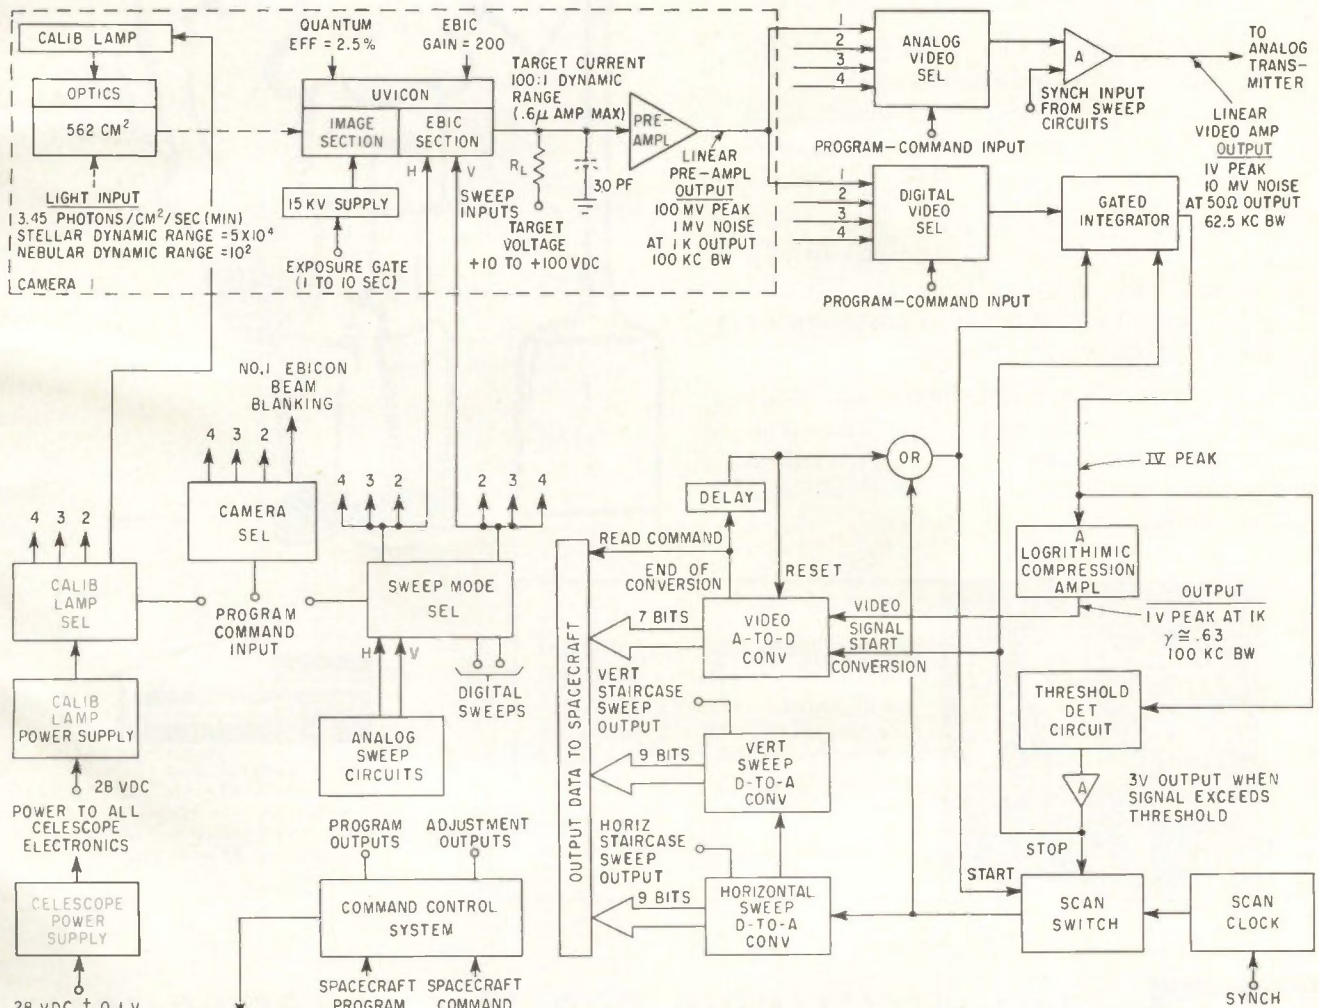 CALIB LAMP
OPTICS
562 CM²
LIGHT INPUT
3.45 PHOTONS/CM²/SEC (MIN)
STELLAR DYNAMIC RANGE = 5X10⁴
NEBULAR DYNAMIC RANGE = 10²
CAMERA 1
QUANTUM
EFF = 2.5%
EBIC
GAIN = 200
UVICON
IMAGE
SECTION
EBIC
SECTION
15 KV SUPPLY
EXPOSURE GATE
(1 TO 10 SEC)
H
V
SWEEP
INPUTS
TARGET CURRENT
100:1 DYNAMIC
RANGE
(.6μ AMP MAX)
R_L
30 PF
TARGET
VOLTAGE
+10 TO +100 VDC
PRE-
AMPL
LINEAR
PRE-AMPL
OUTPUT
100 MV PEAK
1 MV NOISE
AT 1K OUTPUT
100 KC BW
1
2
3
4
ANALOG
VIDEO
SEL
PROGRAM-COMMAND INPUT
A
SYNCH INPUT
FROM SWEEP
CIRCUITS
TO
ANALOG
TRANS-
MITTER
LINEAR
VIDEO AMP
OUTPUT
1V PEAK
10 MV NOISE
AT 50Ω OUTPUT
62.5 KC BW
1
2
3
4
DIGITAL
VIDEO
SEL
PROGRAM-COMMAND INPUT
GATED
INTEGRATOR
NO.1 EBICON
BEAM
BLANKING
4 3 2
CAMERA
SEL
4 3 2
CALIB
LAMP
SEL
PROGRAM
COMMAND
INPUT
4 3 2
2 3 4
SWEEP MODE
SEL
H
V
DIGITAL
SWEEPS
ANALOG
SWEEP
CIRCUITS
CALIB
LAMP
POWER SUPPLY
28 VDC
POWER TO ALL
CELESCOPE
ELECTRONICS
CELESCOPE
POWER
SUPPLY
28 VDC ± 0.1 V
PROGRAM
OUTPUTS
ADJUSTMENT
OUTPUTS
COMMAND CONTROL
SYSTEM
SPACECRAFT
PROGRAM
SPACECRAFT
COMMAND
OUTPUT DATA TO SPACECRAFT
DELAY
OR
READ COMMAND
END OF
CONVERSION
RESET
7 BITS
VIDEO
A-TO-D
CONV
VIDEO
SIGNAL
START
CONVERSION
VERT
STAIRCASE
SWEEP
OUTPUT
9 BITS
VERT
SWEEP
D-TO-A
CONV
HORIZ
STAIRCASE
SWEEP
OUTPUT
9 BITS
HORIZONTAL
SWEEP
D-TO-A
CONV
IV PEAK
A
LOGRITHIMIC
COMPRESSION
AMPL
OUTPUT
1V PEAK AT 1K
γ ≅ .63
100 KC BW
THRESHOLD
DET
CIRCUIT
A
3V OUTPUT WHEN
SIGNAL EXCEEDS
THRESHOLD
STOP
START
SCAN
SWITCH
SCAN
CLOCK
SYNCH